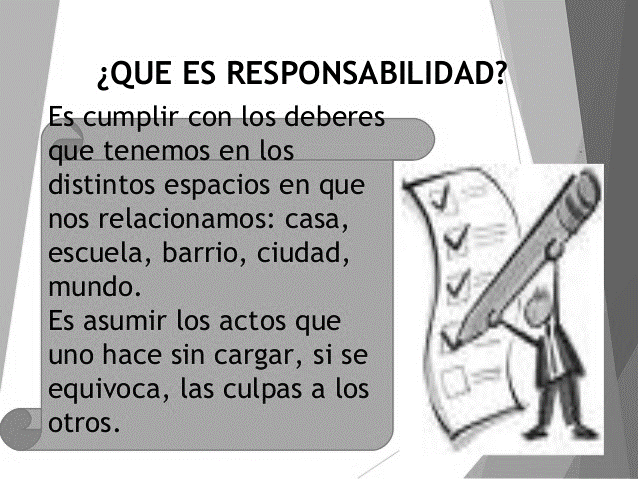 ¿QUE ES RESPONSABILIDAD?
Es cumplir con los deberes
que tenemos en los
distintos espacios en que
nos relacionamos: casa,
escuela, barrio, ciudad,
mundo.
Es asumir los actos que
uno hace sin cargar, si se
equivoca, las culpas a los
otros.